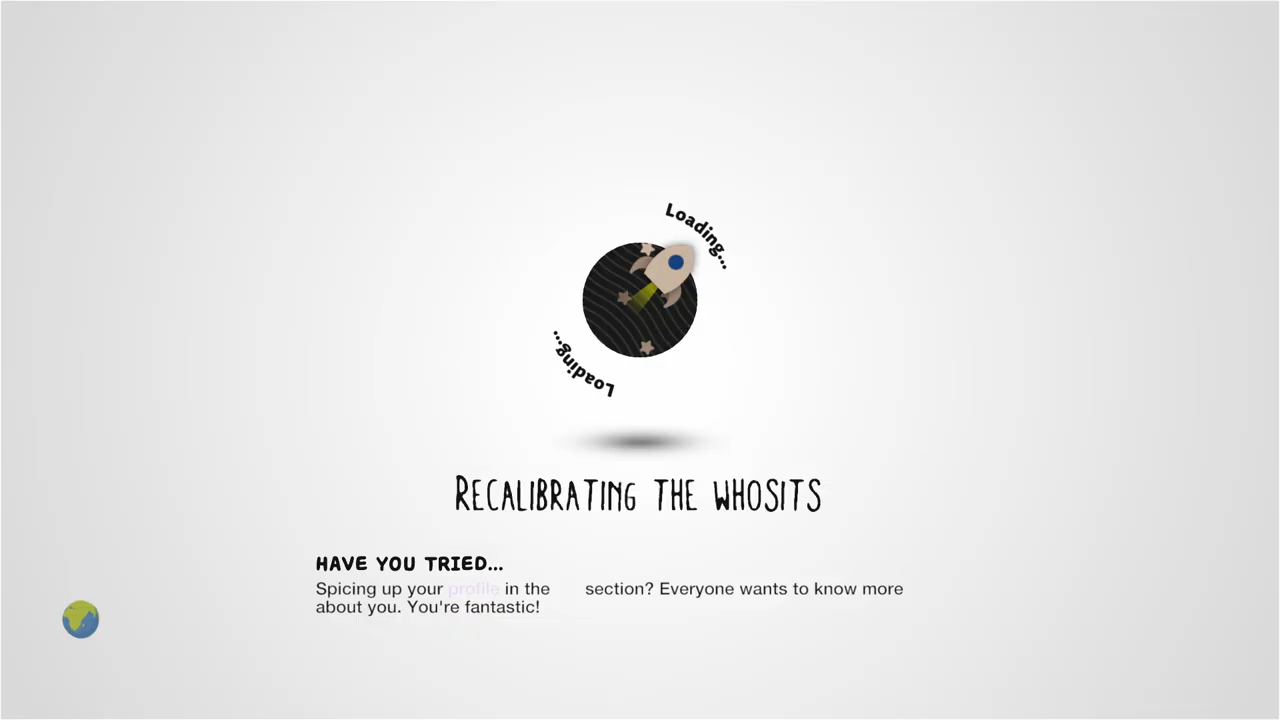 Loading...
Loading...
RECALIBRATING THE WHOSITS
HAVE YOU TRIED...
Spicing up your profile in the section? Everyone wants to know more
about you. You're fantastic!